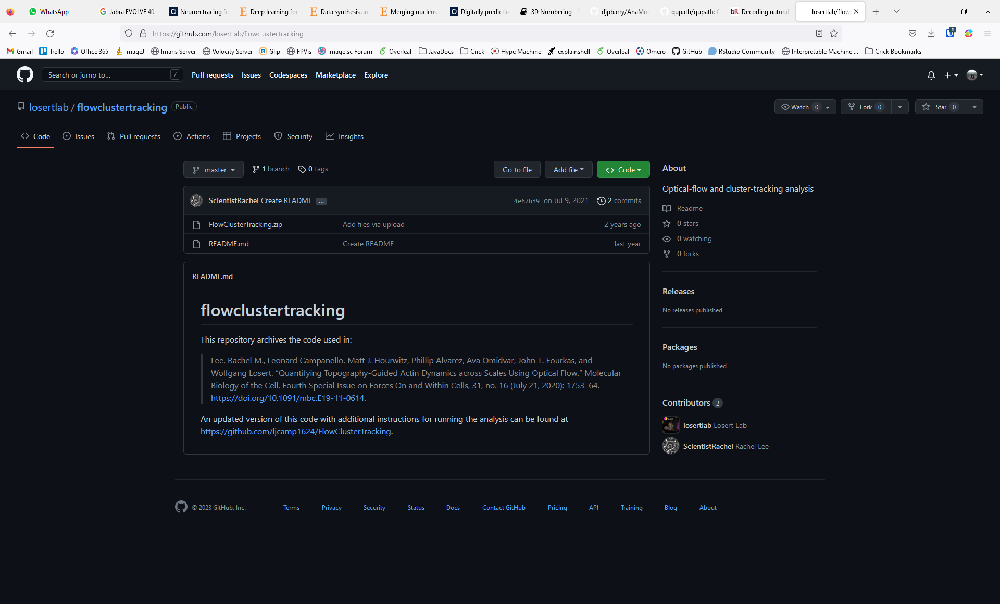 WhatsApp
Jabra EVOLVE 40 -
Neuron tracing fr
Deep learning for
Data synthesis an
Merging nucleus
Digitally predictin
3D Numbering -
djpbarry/AnaMor
qupath/qupath:
Decoding natural
losertlab/flowc
https://github.com/losertlab/flowclustertracking
1
Gmail
Trello
Office 365
ImageJ
Imaris Server
Volocity Server
Glip
FPVis
Image.sc Forum
Overleaf
JavaDocs
Crick
Hype Machine
explainshell
Overleaf
Omero
GitHub
RStudio Community
Interpretable Machine ...
Crick Bookmarks
Search or jump to...
/
Pull requests
Issues
Codespaces
Marketplace
Explore
losertlab / flowclustertracking
Public
Watch 0
Fork 0
Star 0
Code
Issues
Pull requests
Actions
Projects
Security
Insights
master
1 branch
0 tags
Go to file
Add file
Code
ScientistRachel Create README ...
4e67b39 on Jul 9, 2021
2 commits
FlowClusterTracking.zip
Add files via upload
2 years ago
README.md
Create README
last year
README.md
flowclustertracking
This repository archives the code used in:
Lee, Rachel M., Leonard Campanello, Matt J. Hourwitz, Phillip Alvarez, Ava Omidvar, John T. Fourkas, and
Wolfgang Losert. “Quantifying Topography-Guided Actin Dynamics across Scales Using Optical Flow.” Molecular
Biology of the Cell, Fourth Special Issue on Forces On and Within Cells, 31, no. 16 (July 21, 2020): 1753–64.
https://doi.org/10.1091/mbc.E19-11-0614.
An updated version of this code with additional instructions for running the analysis can be found at
https://github.com/ljcamp1624/FlowClusterTracking.
About
Optical-flow and cluster-tracking analysis
Readme
0 stars
0 watching
0 forks
Releases
No releases published
Packages
No packages published
Contributors 2
losertlab Losert Lab
ScientistRachel Rachel Lee
© 2023 GitHub, Inc.
Terms
Privacy
Security
Status
Docs
Contact GitHub
Pricing
API
Training
Blog
About